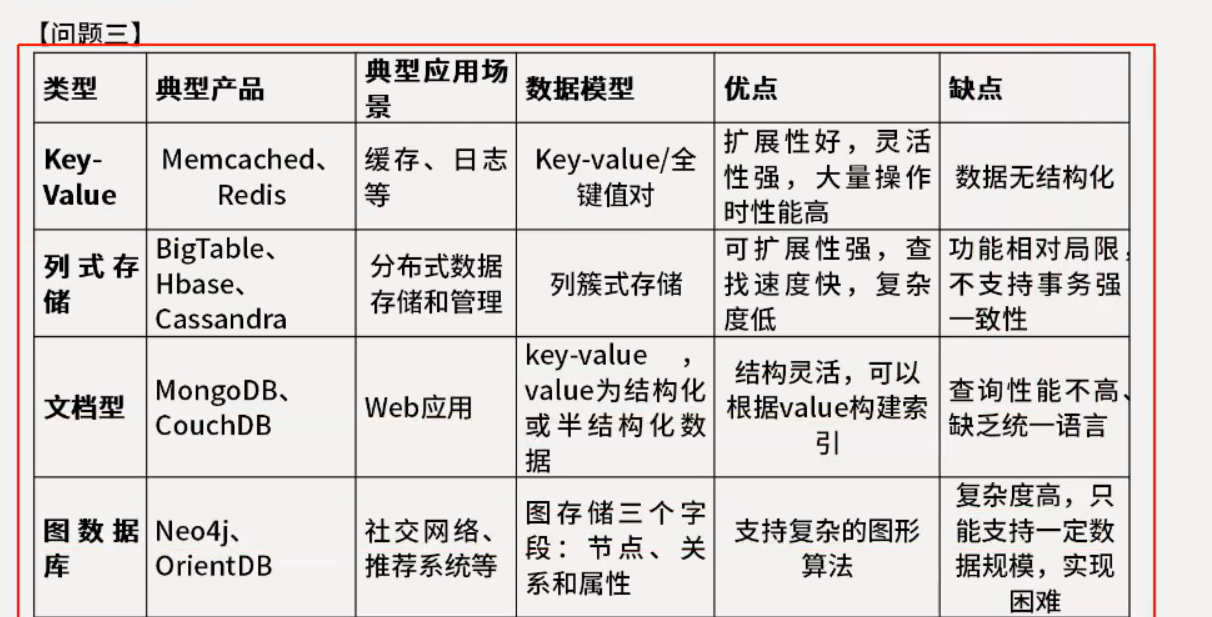 【问题三】
类型
典型产品
典型应用场
景
数据模型
优点
缺点
Key-
Value
Memcached、
Redis
缓存、日志
等
Key-value/全
键值对
扩展性好，灵活
性强，大量操作
时性能高
数据无结构化
列式存
储
BigTable、
Hbase、
Cassandra
分布式数据
存储和管理
列簇式存储
可扩展性强，查
找速度快，复杂
度低
功能相对局限，
不支持事务强
一致性
文档型
MongoDB、
CouchDB
Web应用
key-value ，
value为结构化
或半结构化数
据
结构灵活，可以
根据value构建索
引
查询性能不高、
缺乏统一语言
图数据
库
Neo4j、
OrientDB
社交网络、
推荐系统等
图存储三个字
段：节点、关
系和属性
支持复杂的图形
算法
复杂度高，只
能支持一定数
据规模，实现
困难